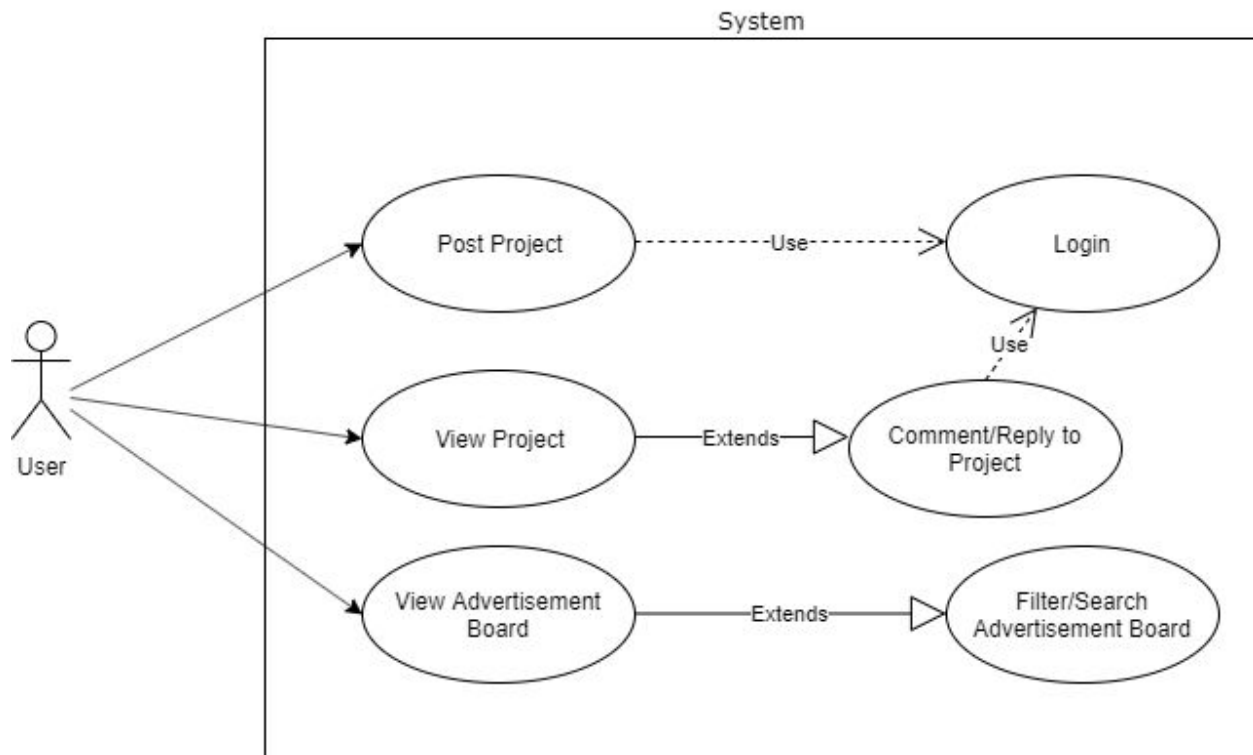 System
Post Project
Use
Login
Use
User
View Project
Extends
Comment/Reply to
Project
View Advertisement
Board
Extends
Filter/Search
Advertisement Board